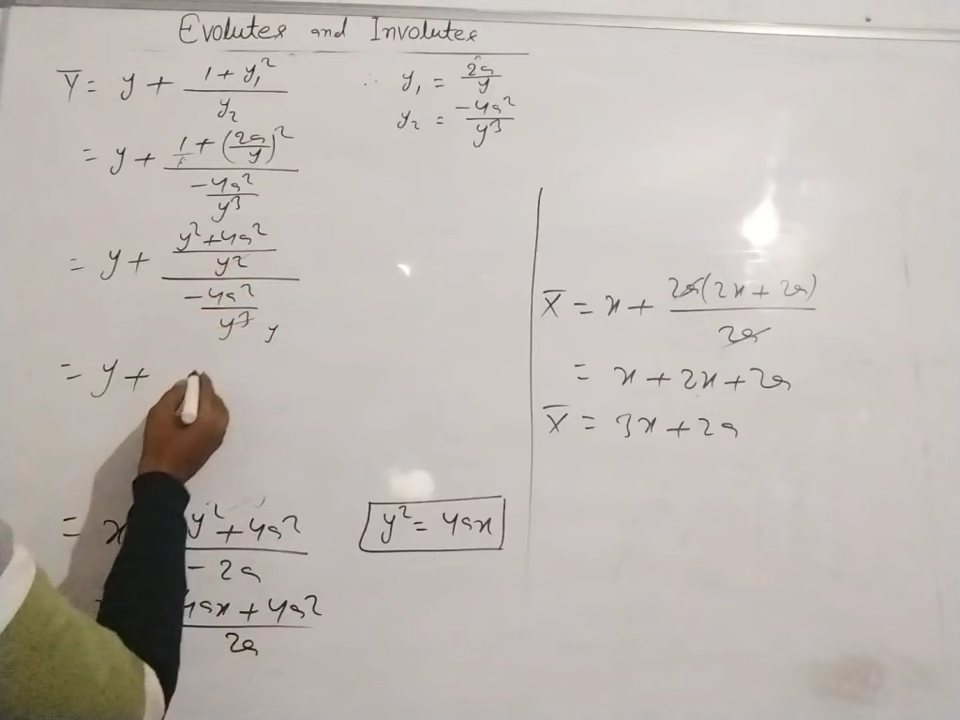 Evolutes and Involutes
Y̅ = y + (1 + y₁²)/y₂
= y + (1 + (2a/y)²)/(-4a²/y³)
= y + ((y² + 4a²)/y²)/(-4a²/y³) y
= y +
= x y² + 4a²/-2a
4ax + 4a²/2a
∴ y₁ = 2a/y
y₂ = -4a²/y³
y² = 4ax
X̅ = x + 2a(2x + 2a)/2a
= x + 2x + 2a
X̅ = 3x + 2a